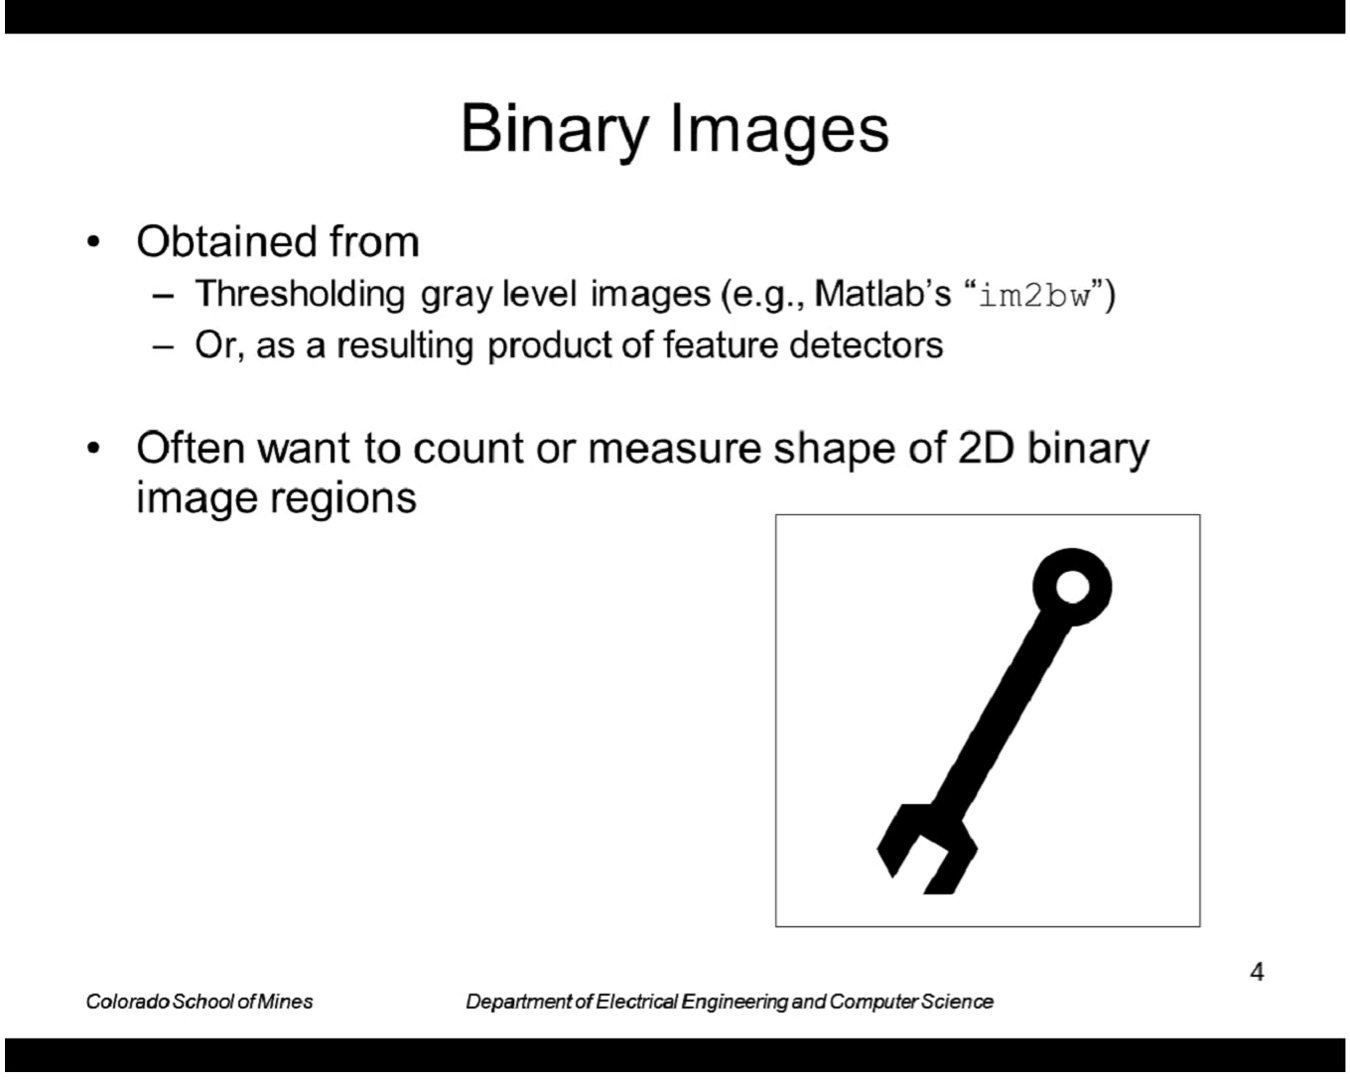 Binary Images
• Obtained from
– Thresholding gray level images (e.g., Matlab’s “im2bw”)
– Or, as a resulting product of feature detectors
• Often want to count or measure shape of 2D binary
image regions
4
Colorado School of Mines
Department of Electrical Engineering and Computer Science